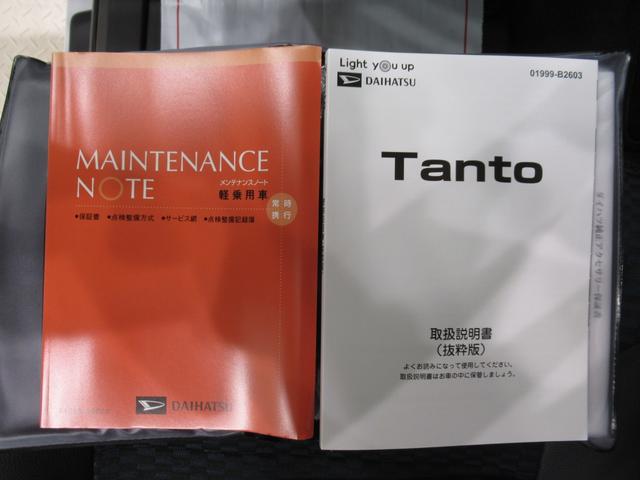 MAINTENANCE
NOTE
メンテナンスノート
軽乗用車
常時
携行
●保証書 ●点検整備方式 ●サービス網 ●点検整備記録簿
DAIHATSU
Light you up
DAIHATSU
01999-B2603
Tanto
取扱説明書
(抜粋版)
よくお読みになって使用してください。
取扱説明書はお車の中に保管しましょう。